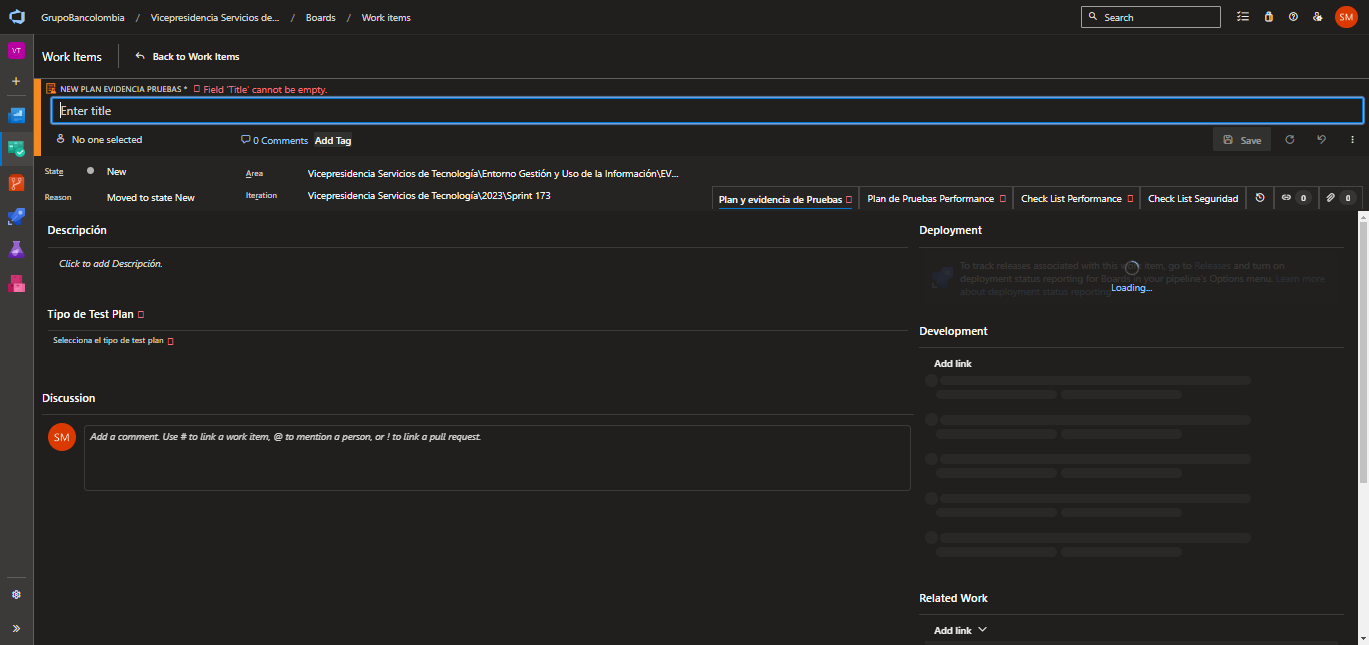 GrupoBancolombia / Vicepresidencia Servicios de... / Boards / Work items
Search
SM
VT
Work Items
Back to Work Items
NEW PLAN EVIDENCIA PRUEBAS * Field 'Title' cannot be empty.
Enter title
No one selected
0 Comments
Add Tag
Save
State
New
Area
Vicepresidencia Servicios de Tecnología\Entorno Gestión y Uso de la Información\EV...
Reason
Moved to state New
Iteration
Vicepresidencia Servicios de Tecnología\2023\Sprint 173
Plan y evidencia de Pruebas
Plan de Pruebas Performance
Check List Performance
Check List Seguridad
0
0
Descripción
Click to add Descripción.
Tipo de Test Plan
Selecciona el tipo de test plan
Discussion
SM
Add a comment. Use # to link a work item, @ to mention a person, or ! to link a pull request.
Deployment
To track releases associated with this work item, go to Releases and turn on
deployment status reporting for Boards in your pipeline's Options menu. Learn more
about deployment status reporting
Loading...
Development
Add link
Related Work
Add link